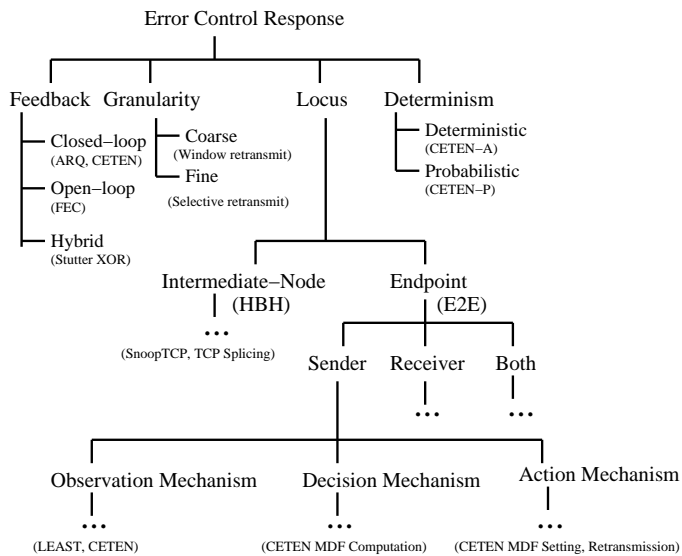 Error Control Response
Feedback Granularity Locus Determinism
Closed−loop
(ARQ, CETEN)
Open−loop
(FEC)
Hybrid
(Stutter XOR)
Coarse
(Window retransmit)
Fine
(Selective retransmit)
Deterministic
(CETEN−A)
Probabilistic
(CETEN−P)
Intermediate−Node
(HBH)
...
(SnoopTCP, TCP Splicing)
Endpoint
(E2E)
Sender Receiver Both
... ...
Observation Mechanism Decision Mechanism Action Mechanism
... ... ...
(LEAST, CETEN) (CETEN MDF Computation) (CETEN MDF Setting, Retransmission)